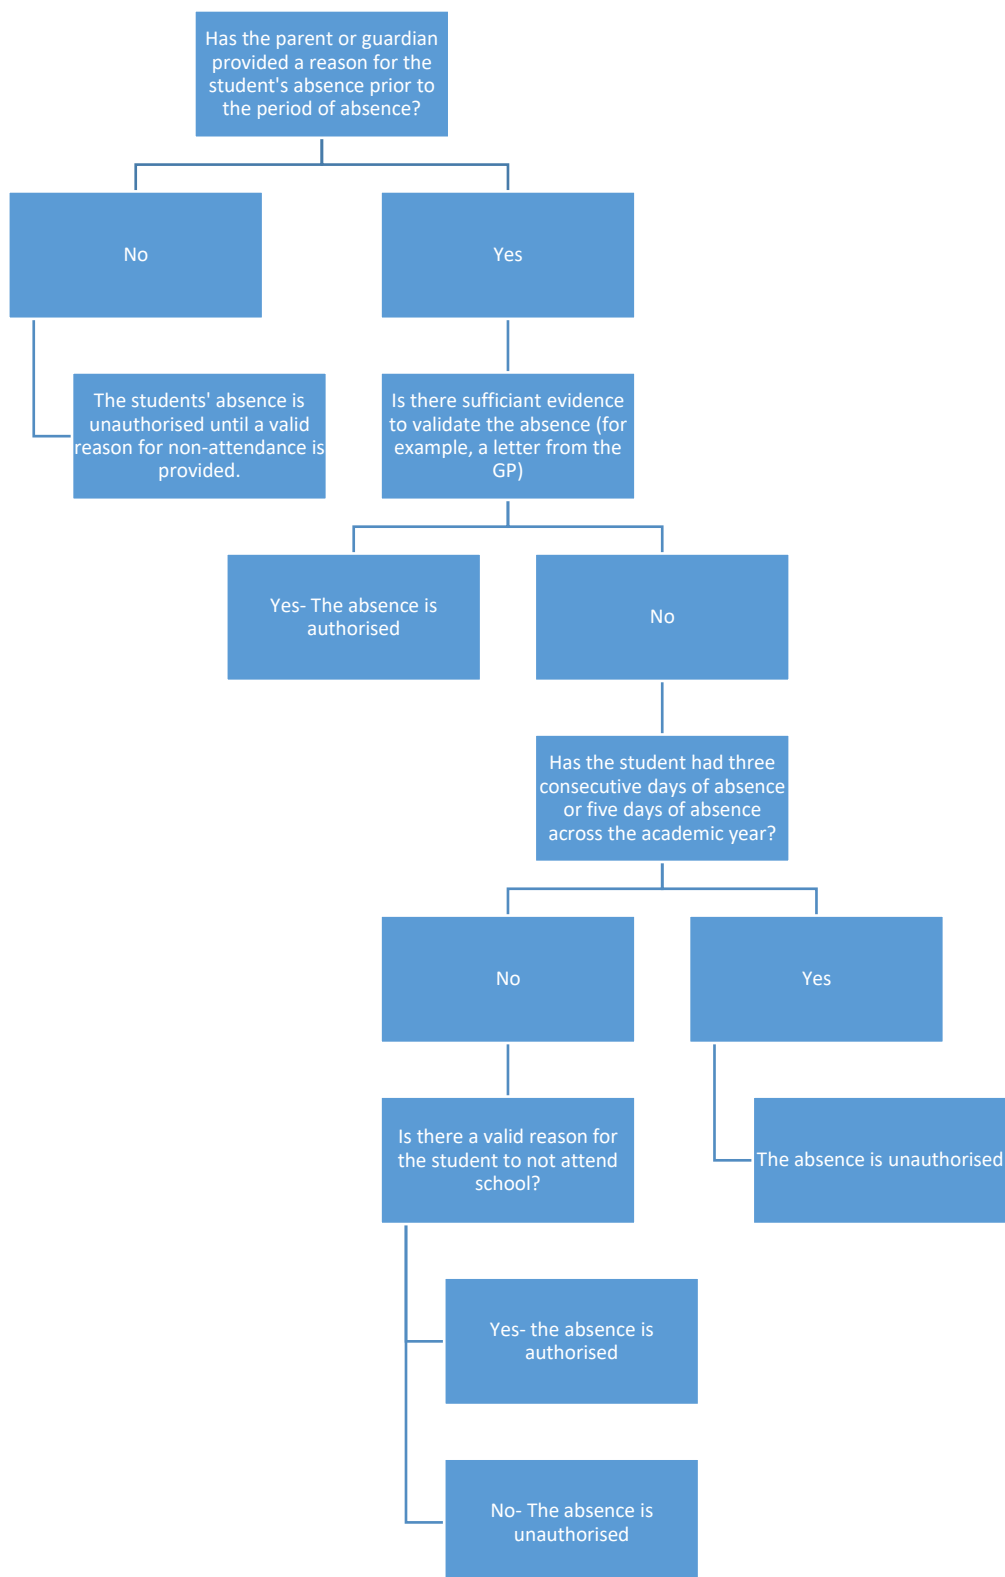 Has the parent or guardian
provided a reason for the
student's absence prior to
the period of absence?
No
Yes
The students' absence is
unauthorised until a valid
reason for non-attendance is
provided.
Is there sufficiant evidence
to validate the absence (for
example, a letter from the
GP)
Yes- The absence is
authorised
No
Has the student had three
consecutive days of absence
or five days of absence
across the academic year?
No
Yes
Is there a valid reason for
the student to not attend
school?
The absence is unauthorised
Yes- the absence is
authorised
No- The absence is
unauthorised